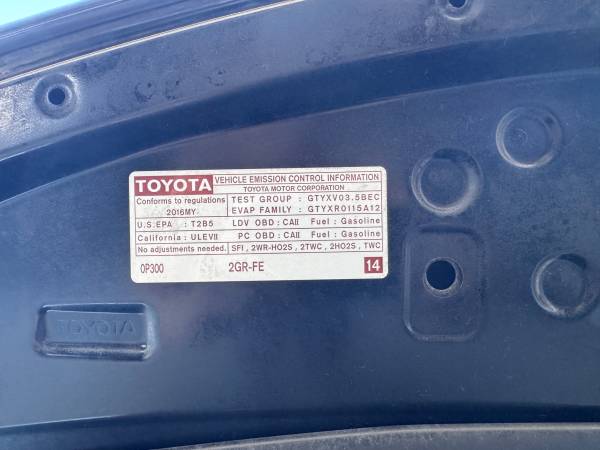 TOYOTA VEHICLE EMISSION CONTROL INFORMATION
TOYOTA MOTOR CORPORATION
Conforms to regulations
2016MY.
TEST GROUP : GTYXV03.5BEC
EVAP FAMILY : GTYXR0115A12
U.S.EPA : T2B5 LDV OBD : CAII Fuel : Gasoline
California : ULEVII PC OBD : CAII Fuel : Gasoline
No adjustments needed. SFI , 2WR-HO2S , 2TWC , 2HO2S , TWC
0P300 2GR-FE 14
TOYOTA